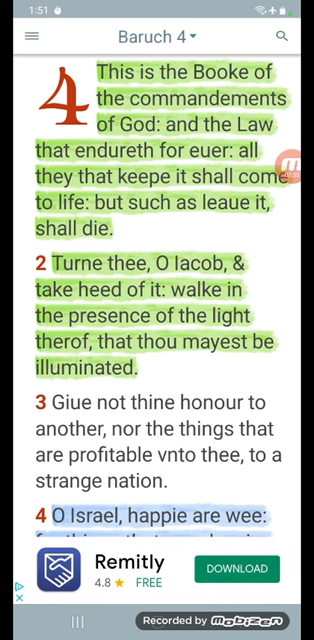 1:51
Baruch 4
4 This is the Booke of
the commandements
of God: and the Law
that endureth for euer: all
they that keepe it shall come
to life: but such as leaue it,
shall die.
2 Turne thee, O Iacob, &
take heed of it: walke in
the presence of the light
therof, that thou mayest be
illuminated.
3 Giue not thine honour to
another, nor the things that
are profitable vnto thee, to a
strange nation.
4 O Israel, happie are wee:
Remitly
4.8 ★ FREE
DOWNLOAD
Recorded by mobizen